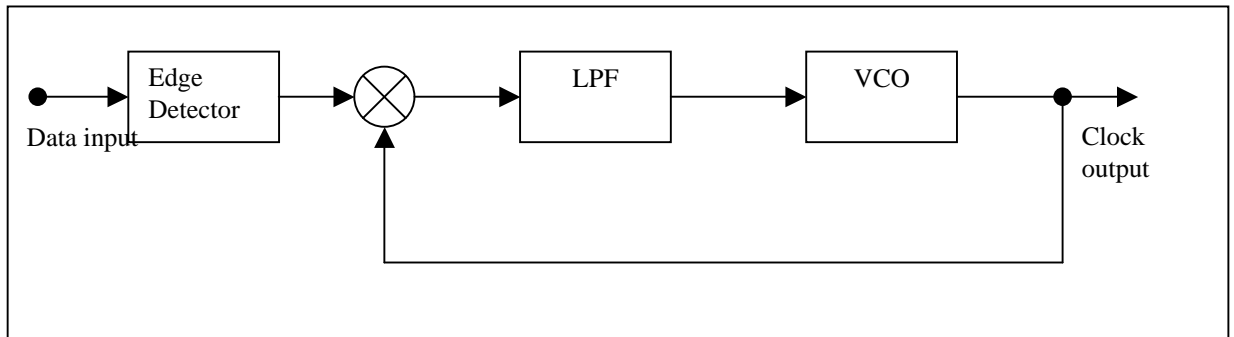 Edge
Detector
LPF
VCO
Data input
Clock
output